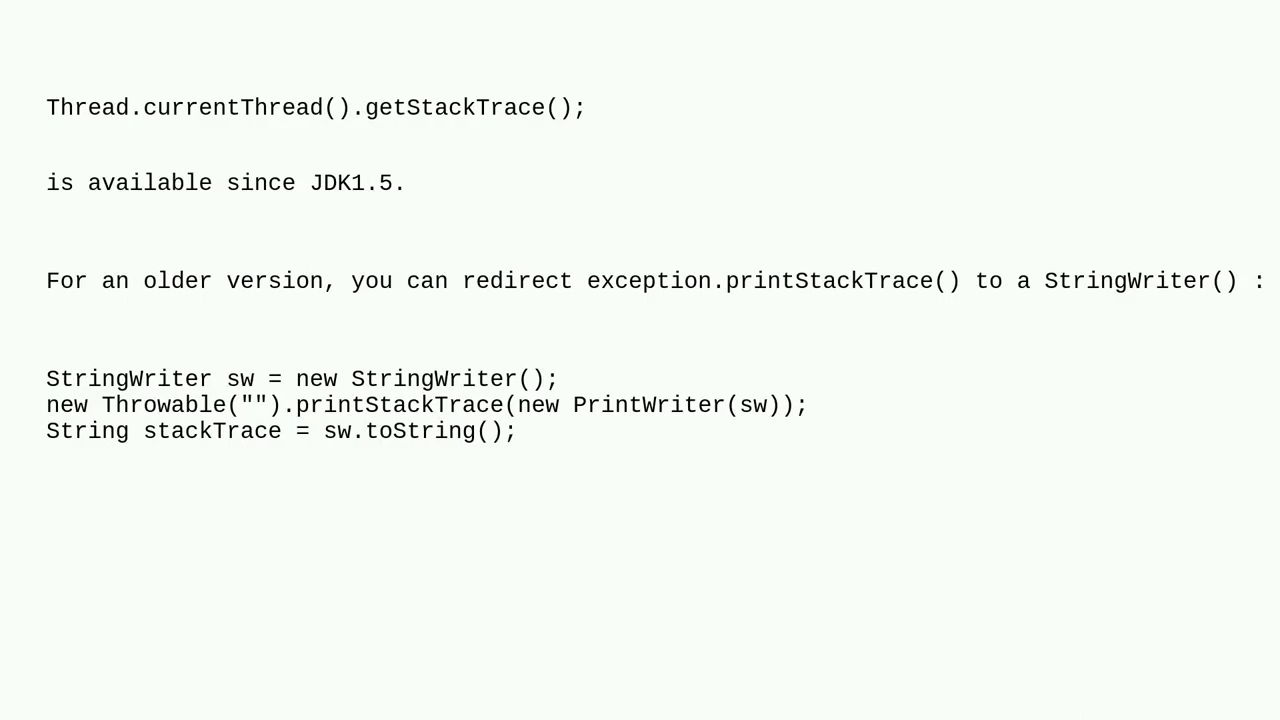 Thread.currentThread().getStackTrace();
is available since JDK1.5.
For an older version, you can redirect exception.printStackTrace() to a StringWriter() :
StringWriter sw = new StringWriter();
new Throwable("").printStackTrace(new PrintWriter(sw));
String stackTrace = sw.toString();